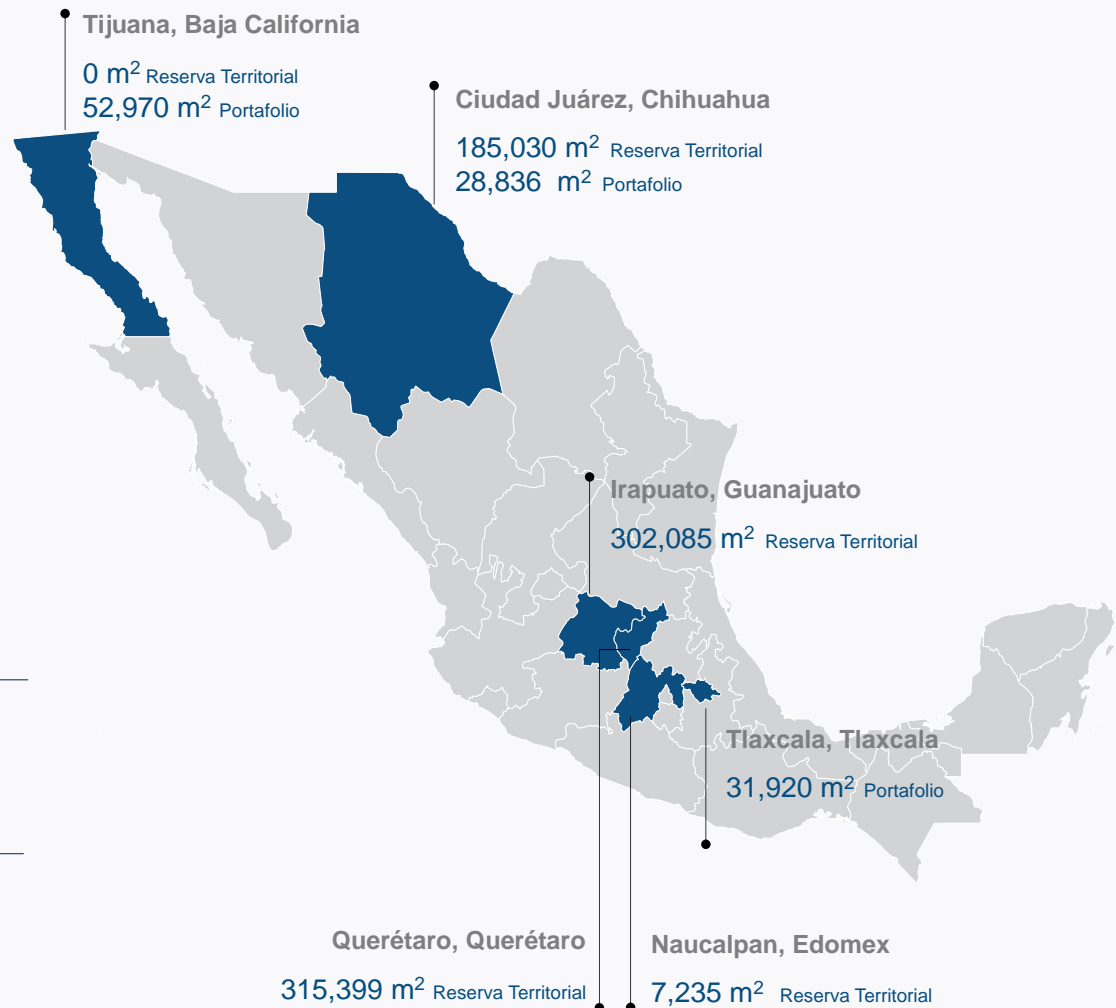 Tijuana, Baja California
0 m² Reserva Territorial
52,970 m² Portafolio
Ciudad Juárez, Chihuahua
185,030 m² Reserva Territorial
28,836 m² Portafolio
Irapuato, Guanajuato
302,085 m² Reserva Territorial
Tlaxcala, Tlaxcala
31,920 m² Portafolio
Querétaro, Querétaro
315,399 m² Reserva Territorial
Naucalpan, Edomex
7,235 m² Reserva Territorial